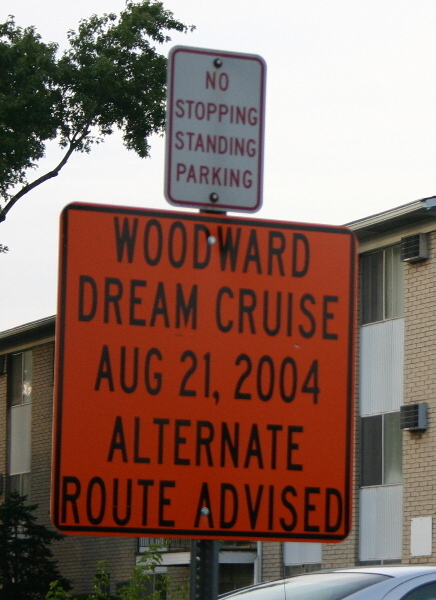 NO
STOPPING
STANDING
PARKING
WOODWARD
DREAM CRUISE
AUG 21, 2004
ALTERNATE
ROUTE ADVISED